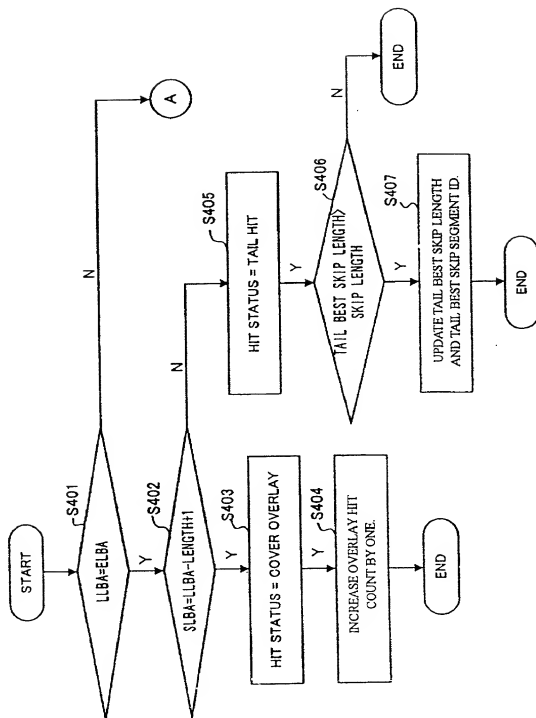 START
S401
LLBA=ELBA
N
A
Y
S402
SLBA=LLBA-LENGTH+1
N
S405
HIT STATUS = TAIL HIT
Y
S403
HIT STATUS = COVER OVERLAY
Y
S404
INCREASE OVERLAY HIT
COUNT BY ONE.
END
Y
S406
TAIL BEST SKIP LENGTH>
SKIP LENGTH
N
END
Y
S407
UPDATE TAIL BEST SKIP LENGTH
AND TAIL BEST SKIP SEGMENT ID.
END